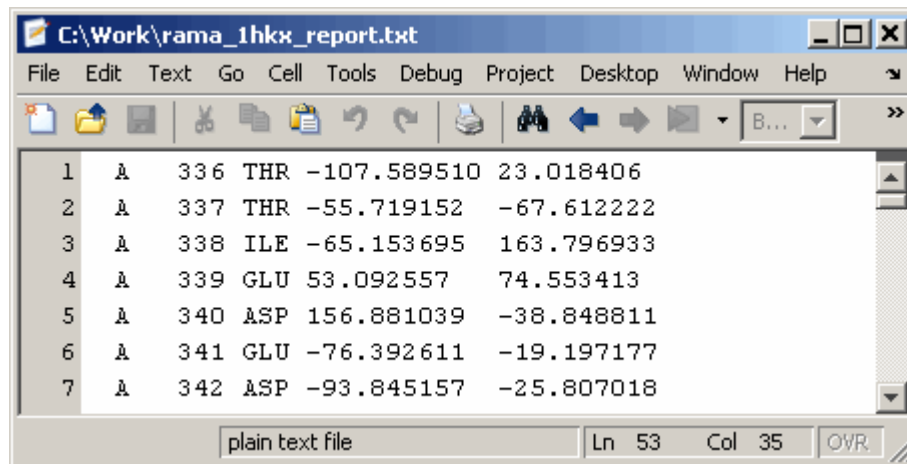 C:\Work\rama_1hkx_report.txt
File Edit Text Go Cell Tools Debug Project Desktop Window Help
B...
1 A 336 THR -107.589510 23.018406
2 A 337 THR -55.719152 -67.612222
3 A 338 ILE -65.153695 163.796933
4 A 339 GLU 53.092557 74.553413
5 A 340 ASP 156.881039 -38.848811
6 A 341 GLU -76.392611 -19.197177
7 A 342 ASP -93.845157 -25.807018
plain text file Ln 53 Col 35 OVR